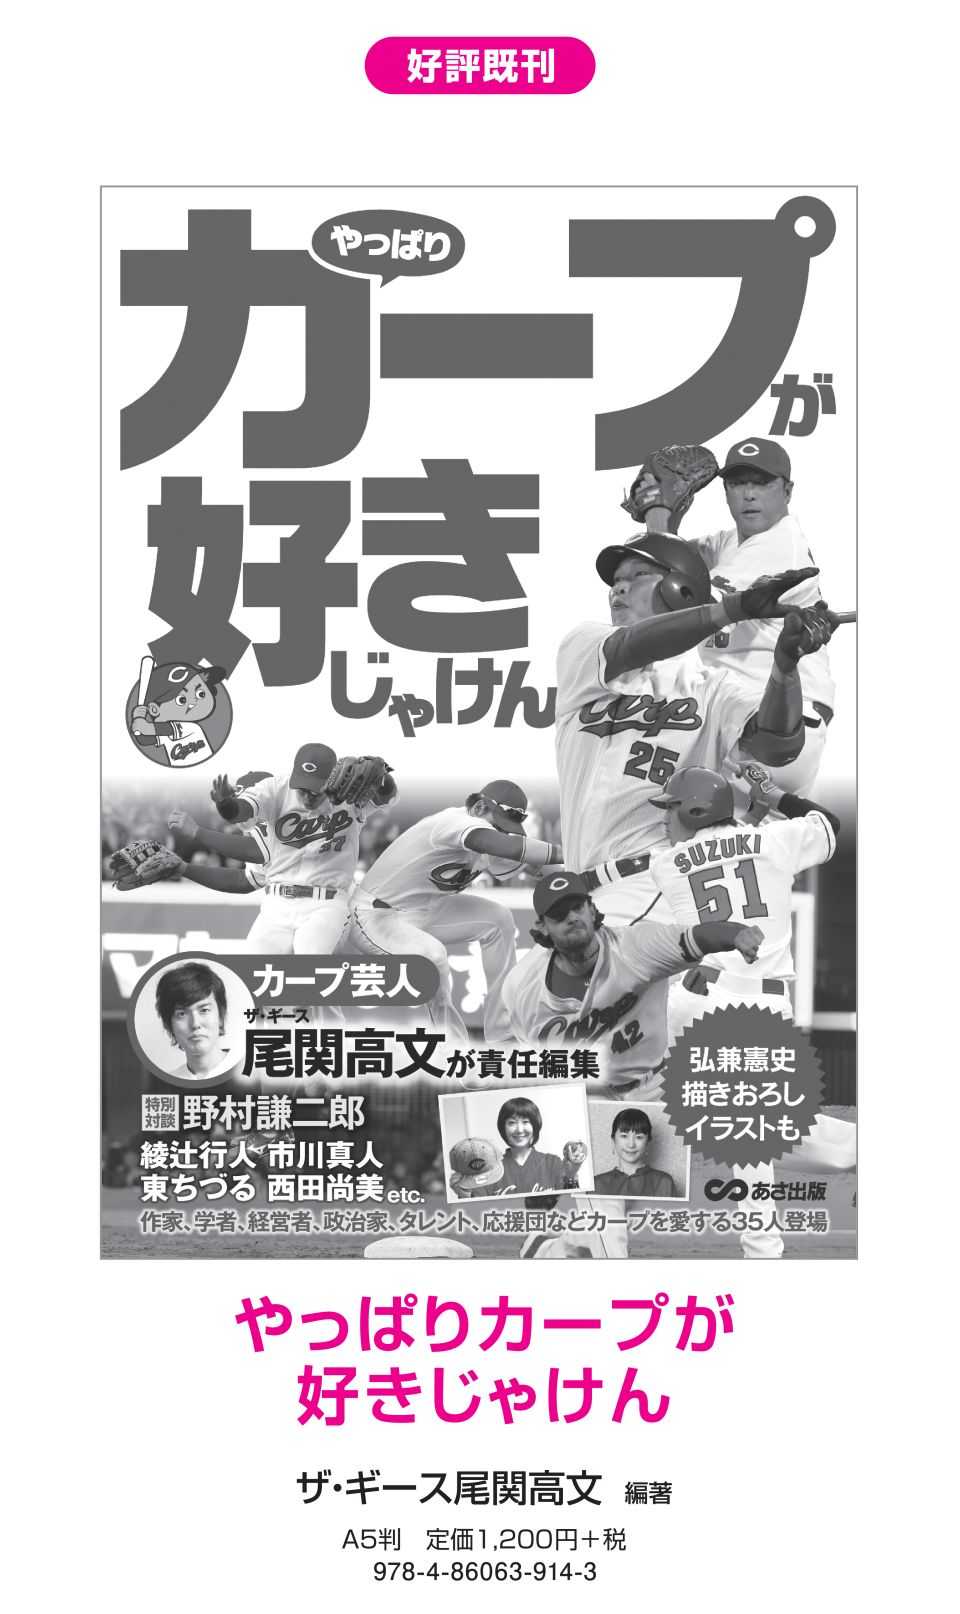 好評既刊
やっぱり
カープが
好き
じゃけん
Carp
25
Carp
37
SUZUKI
51
Carp
42
カープ芸人
ザ・ギース
尾関高文が責任編集
特別対談 野村謙二郎
綾辻行人 市川真人
東ちづる 西田尚美 etc.
作家、学者、経営者、政治家、タレント、応援団などカープを愛する35人登場
弘兼憲史
描きおろし
イラストも
あさ出版
やっぱりカープが
好きじゃけん
ザ・ギース尾関高文 編著
A5判 定価1,200円＋税
978-4-86063-914-3